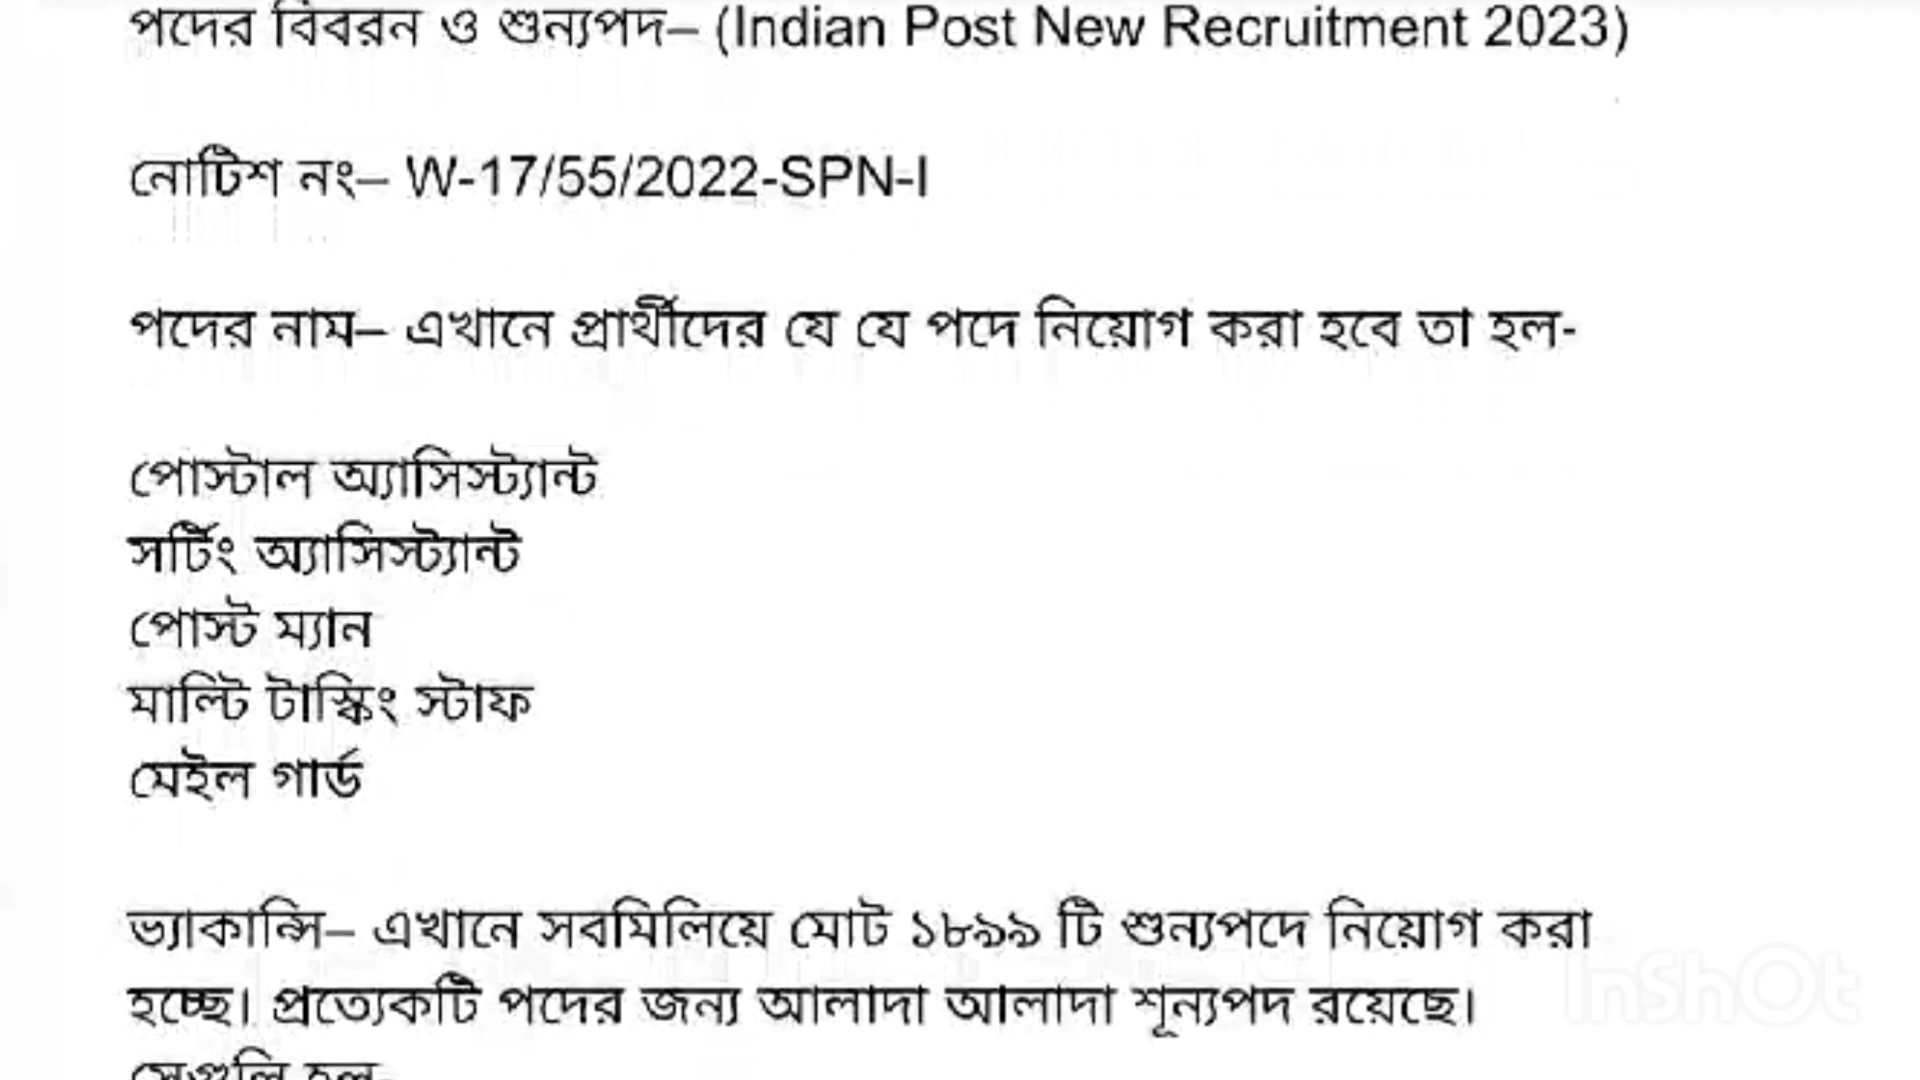 পদের বিবরন ও শুন্যপদ– (Indian Post New Recruitment 2023)
নোটিশ নং– W-17/55/2022-SPN-I
পদের নাম– এখানে প্রার্থীদের যে যে পদে নিয়োগ করা হবে তা হল-
পোস্টাল অ্যাসিস্ট্যান্ট
সর্টিং অ্যাসিস্ট্যান্ট
পোস্ট ম্যান
মাল্টি টাস্কিং স্টাফ
মেইল গার্ড
ভ্যাকান্সি– এখানে সবমিলিয়ে মোট ১৮৯৯ টি শুন্যপদে নিয়োগ করা
হচ্ছে। প্রত্যেকটি পদের জন্য আলাদা আলাদা শূন্যপদ রয়েছে।
সেগুলি হল-
InShOt